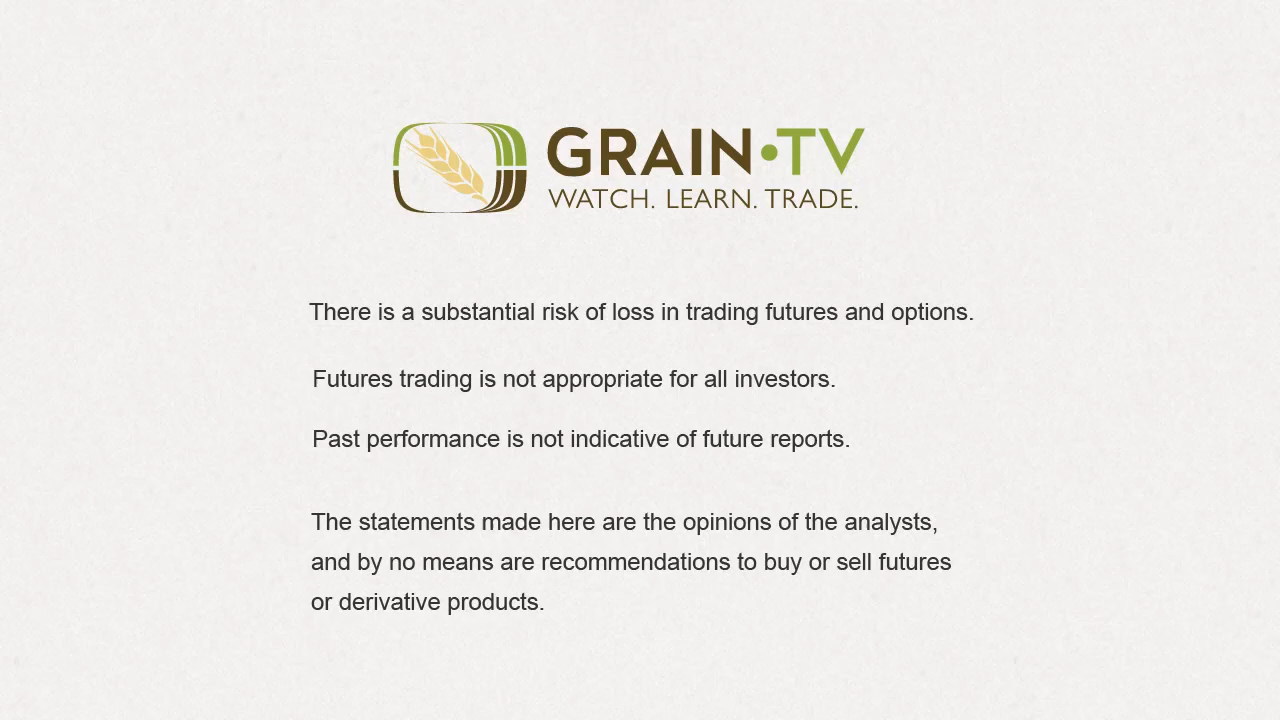 GRAIN•TV
WATCH. LEARN. TRADE.
There is a substantial risk of loss in trading futures and options.
Futures trading is not appropriate for all investors.
Past performance is not indicative of future reports.
The statements made here are the opinions of the analysts,
and by no means are recommendations to buy or sell futures
or derivative products.